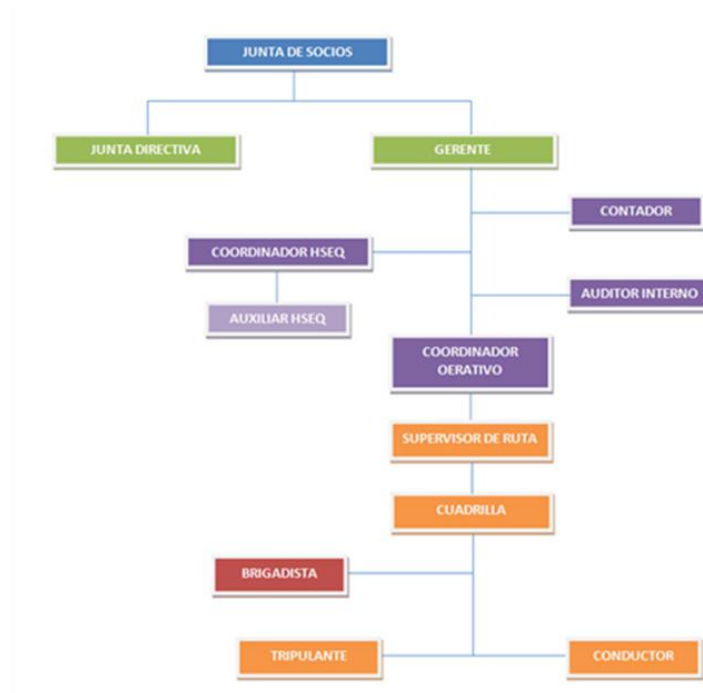 JUNTA DE SOCIOS
JUNTA DIRECTIVA
GERENTE
CONTADOR
COORDINADOR HSEQ
AUDITOR INTERNO
AUXILIAR HSEQ
COORDINADOR
OERATIVO
SUPERVISOR DE RUTA
CUADRILLA
BRIGADISTA
TRIPULANTE
CONDUCTOR